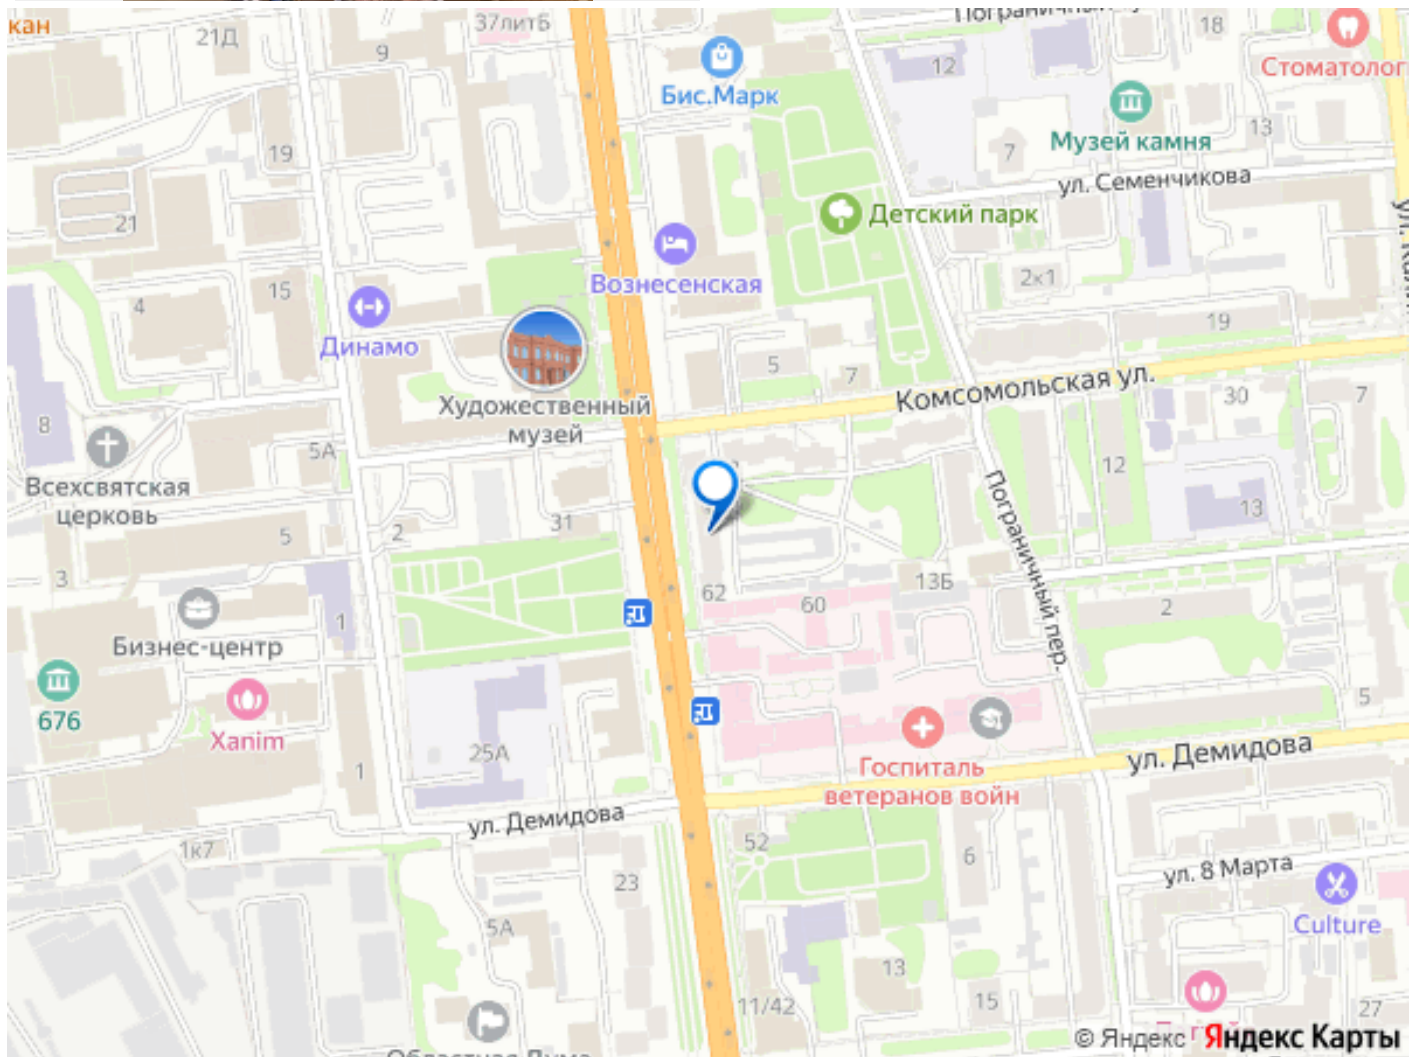 кан
21Д
37литБ
9
Пограничный
18
12
Стоматолог
Бис.Марк
Музей камня
13
19
7
ул. Семенчикова
21
Детский парк
15
4
Вознесенская
2к1
Динамо
19
5
7
Комсомольская ул.
Художественный
музей
30
7
8
5А
12
Всехсвятская
церковь
Пограничный пер.
31
13
2
5
3
62
60
13Б
2
1
Бизнес-центр
676
Xanim
5
25А
1
Госпиталь
ветеранов войн
ул. Демидова
ул. Демидова
52
1к7
6
ул. 8 Марта
23
5А
Culture
13
11/42
15
27
Областная Дума
© Яндекс Яндекс Карты